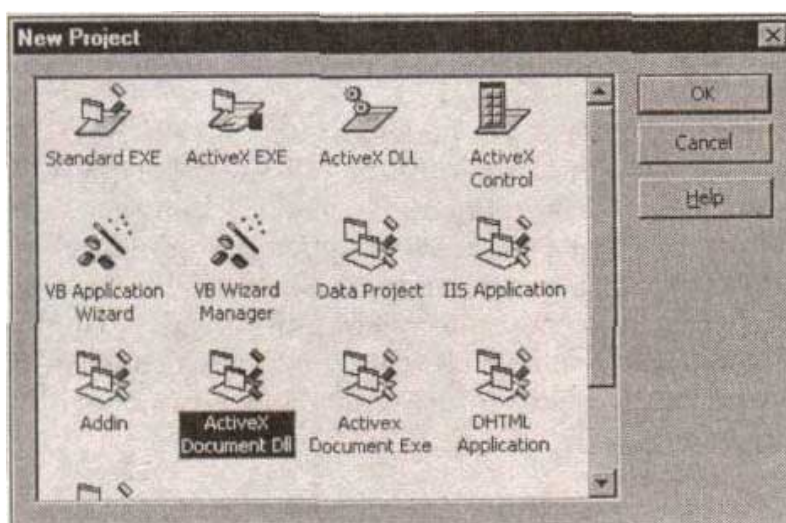 New Project
OK
Cancel
Help
Standard EXE
ActiveX EXE
ActiveX DLL
ActiveX
Control
VB Application
Wizard
VB Wizard
Manager
Data Project
IIS Application
Addin
ActiveX
Document Dll
Activex
Document Exe
DHTML
Application